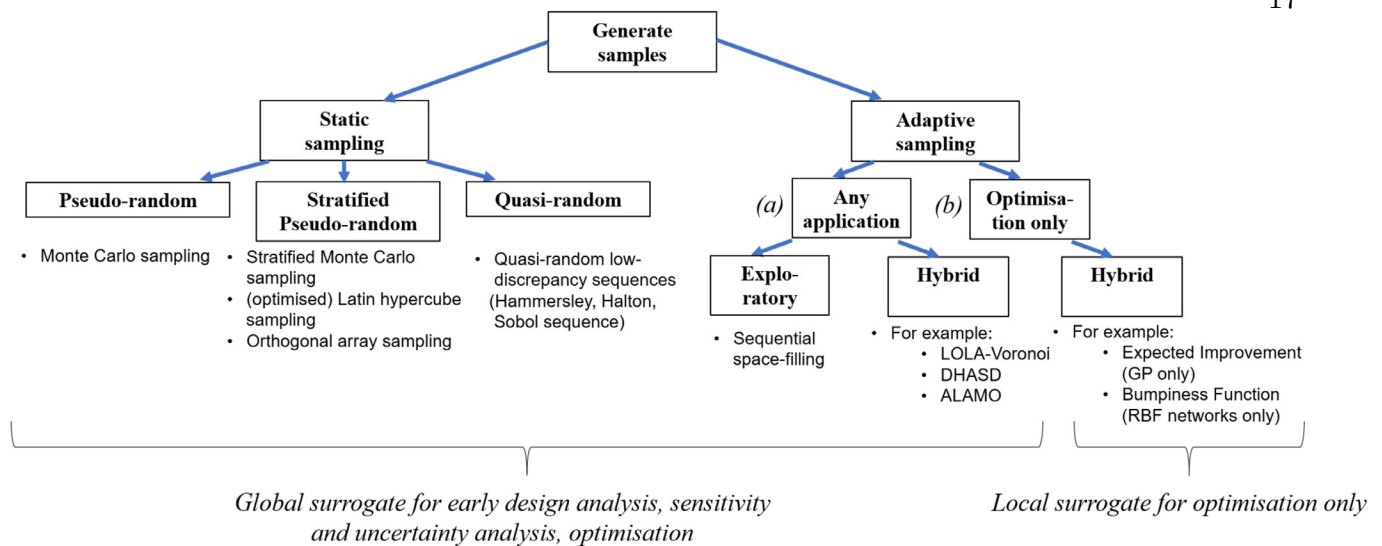 Generate
samples
Static
sampling
Adaptive
sampling
Pseudo-random
Stratified
Pseudo-random
Quasi-random
(a)
Any
application
(b)
Optimisa-
tion only
• Monte Carlo sampling
• Stratified Monte Carlo
sampling
• (optimised) Latin hypercube
sampling
• Orthogonal array sampling
• Quasi-random low-
discrepancy sequences
(Hammersley, Halton,
Sobol sequence)
Explo-
ratory
Hybrid
Hybrid
• Sequential
space-filling
• For example:
• LOLA-Voronoi
• DHASD
• ALAMO
• For example:
• Expected Improvement
(GP only)
• Bumpiness Function
(RBF networks only)
Global surrogate for early design analysis, sensitivity
and uncertainty analysis, optimisation
Local surrogate for optimisation only